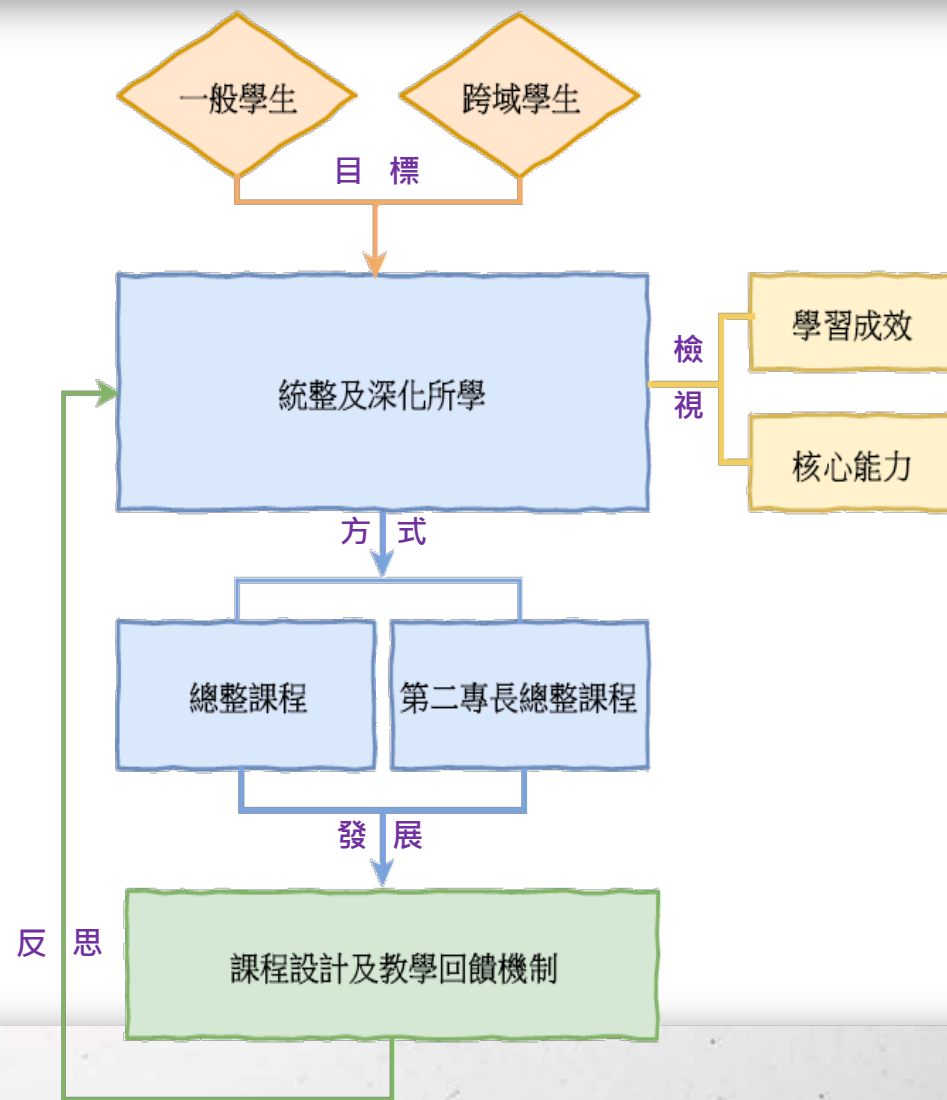 一般學生
跨域學生
目 標
統整及深化所學
檢
視
學習成效
核心能力
方 式
總整課程
第二專長總整課程
發 展
課程設計及教學回饋機制
反 思